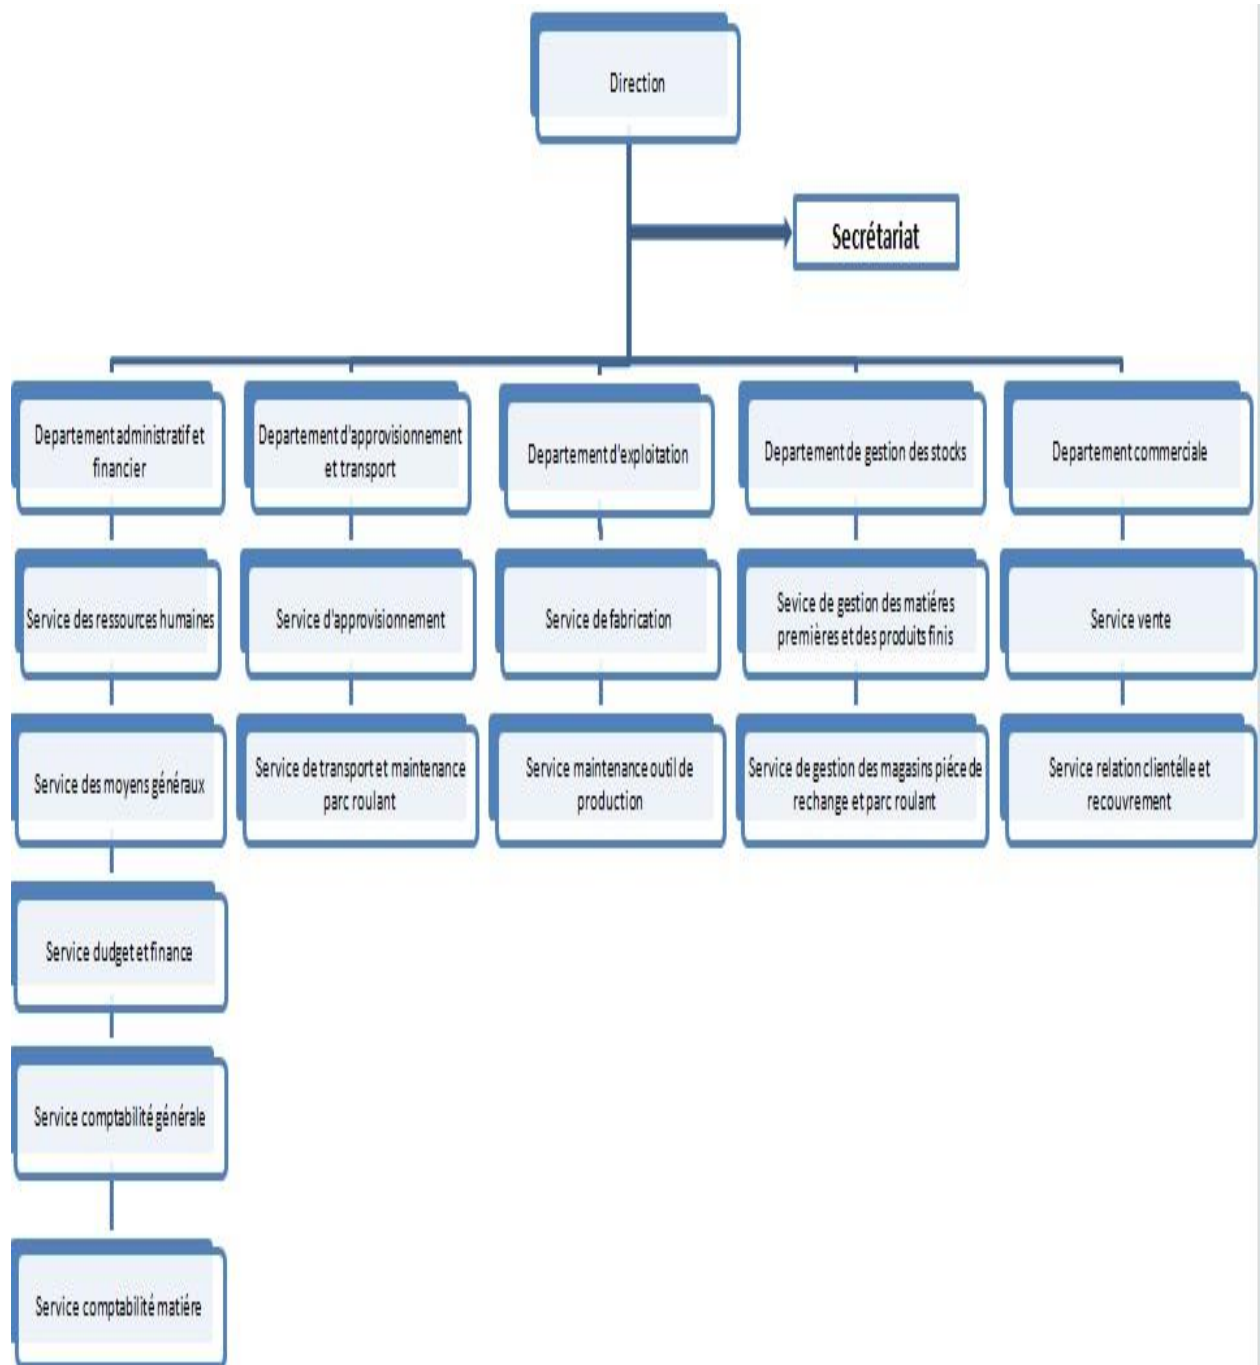 Direction
Secrétariat
Departement administratif et
financier
Departement d'approvisionnement
et transport
Departement d'exploitation
Departement de gestion des stocks
Departement commerciale
Service des ressources humaines
Service d'approvisionnement
Service de fabrication
Sevice de gestion des matiéres
premières et des produits finis
Service vente
Service des moyens généraux
Service de transport et maintenance
parc roulant
Service maintenance outil de
production
Service de gestion des magasins piéce de
rechange et parc roulant
Service relation clientélle et
recouvrement
Service dudget et finance
Service comptabilité générale
Service comptabilité matiére